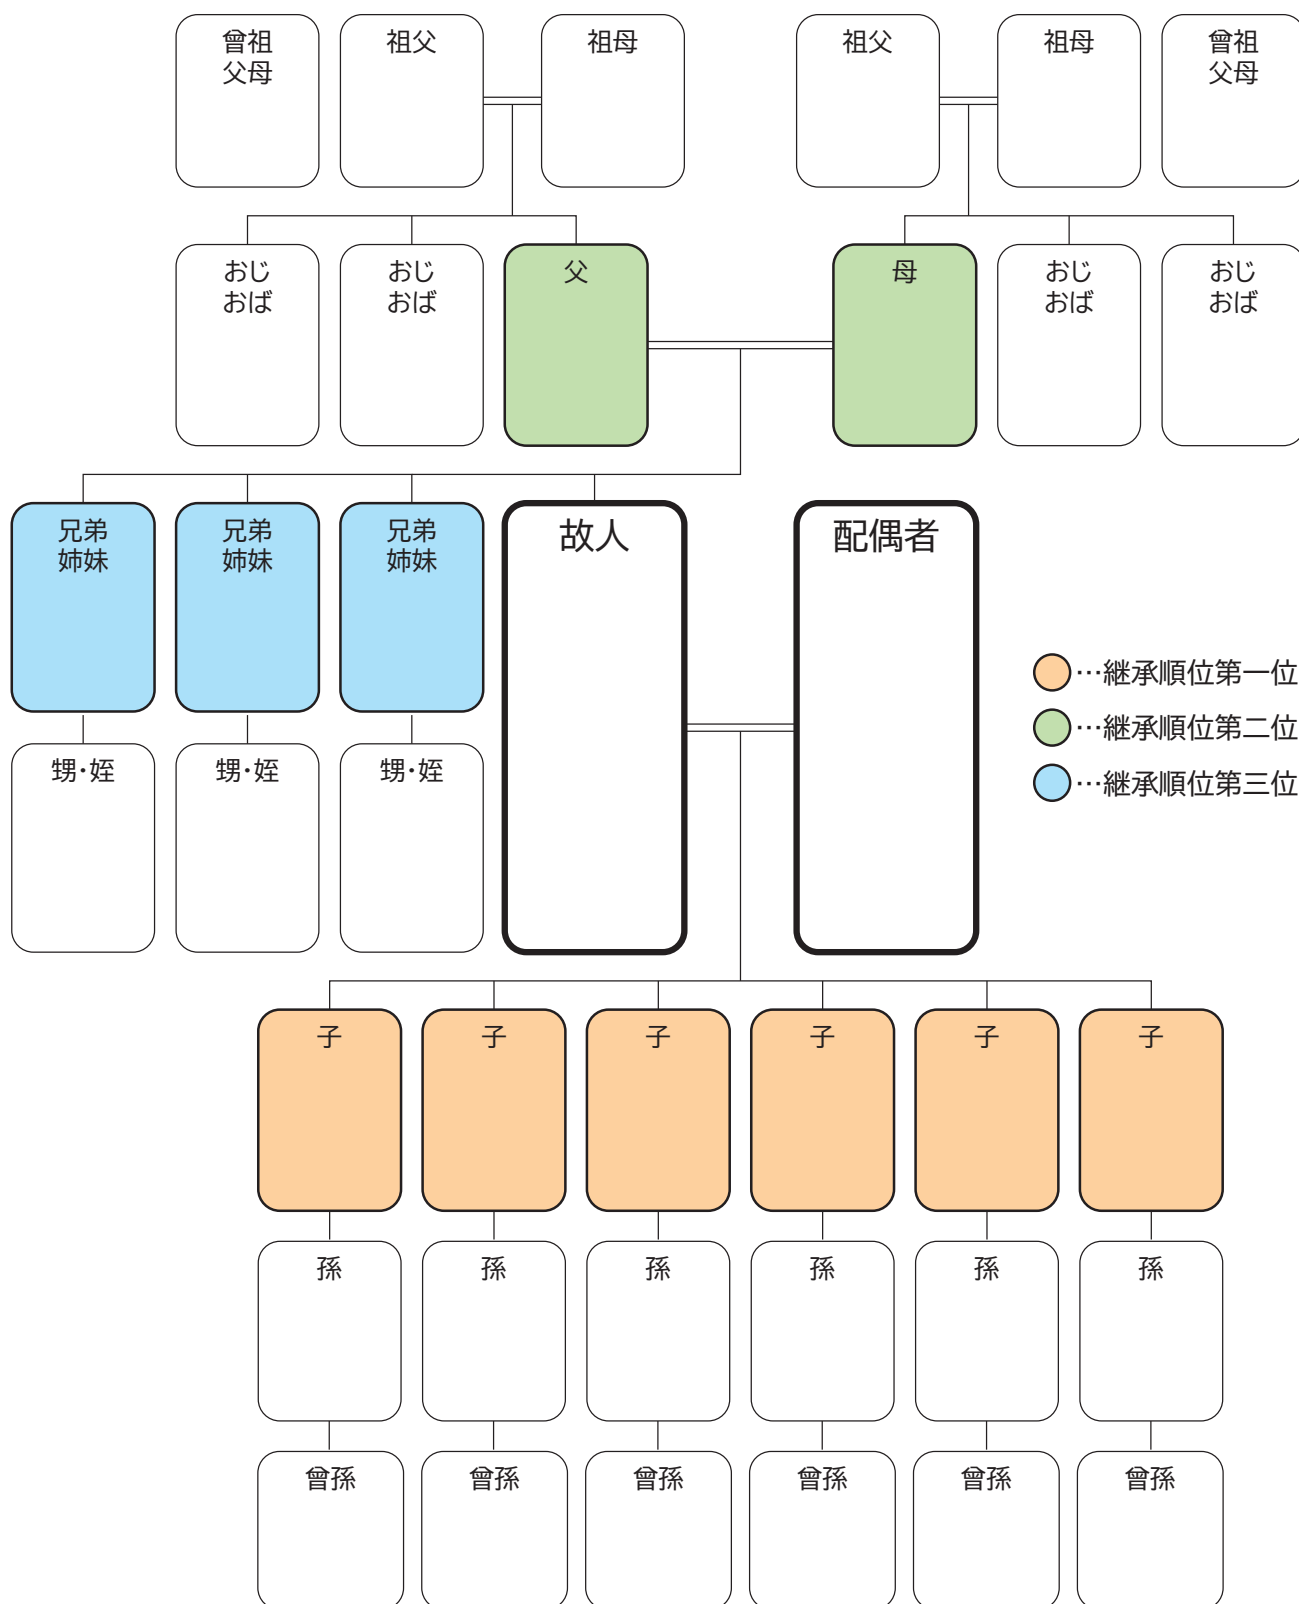 曾祖
父母
祖父
祖母
祖父
祖母
曾祖
父母
おじ
おば
おじ
おば
父
母
おじ
おば
おじ
おば
兄弟
姉妹
兄弟
姉妹
兄弟
姉妹
故人
配偶者
…継承順位第一位
…継承順位第二位
…継承順位第三位
甥・姪
甥・姪
甥・姪
子
子
子
子
子
子
孫
孫
孫
孫
孫
孫
曾孫
曾孫
曾孫
曾孫
曾孫
曾孫